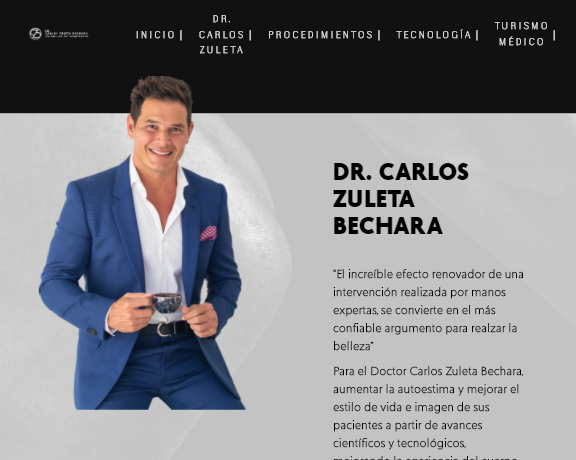 INICIO |
DR.
CARLOS |
ZULETA
PROCEDIMIENTOS |
TECNOLOGÍA |
TURISMO
MÉDICO |
DR. CARLOS
ZULETA
BECHARA
“El increíble efecto renovador de una
intervención realizada por manos
expertas, se convierte en el más
confiable argumento para realzar la
belleza”
Para el Doctor Carlos Zuleta Bechara,
aumentar la autoestima y mejorar el
estilo de vida e imagen de sus
pacientes a partir de avances
científicos y tecnológicos,